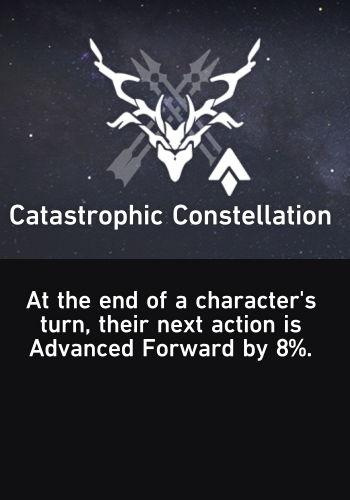 Catastrophic Constellation
At the end of a character's
turn, their next action is
Advanced Forward by 8%.